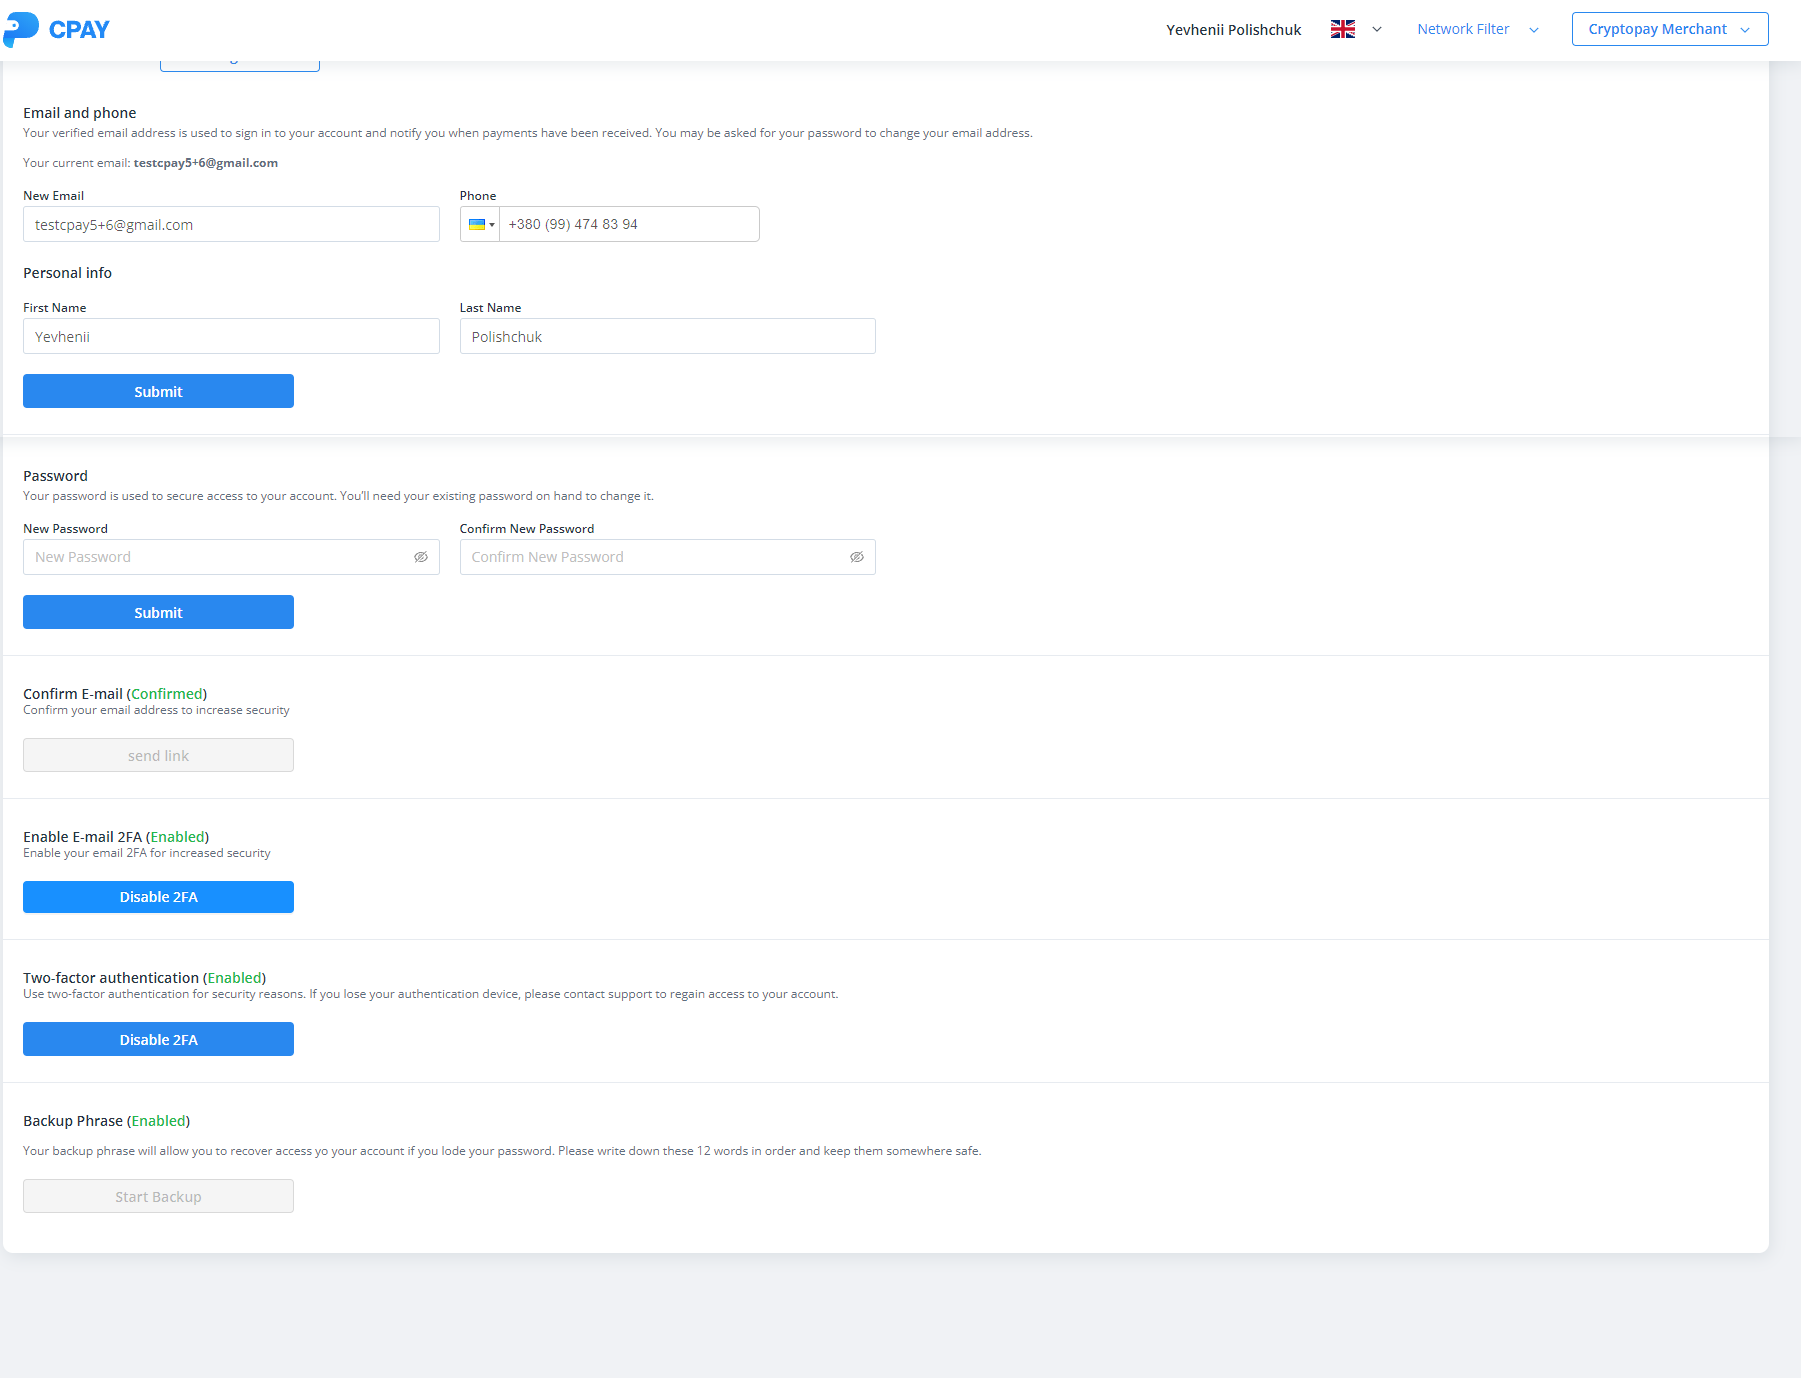 CPAY
Yevhenii Polishchuk
Network Filter
Cryptopay Merchant
Email and phone
Your verified email address is used to sign in to your account and notify you when payments have been received. You may be asked for your password to change your email address.
Your current email: testcpay5+6@gmail.com
New Email Phone
testcpay5+6@gmail.com +380 (99) 474 83 94
Personal info
First Name Last Name
Yevhenii Polishchuk
Submit
Password
Your password is used to secure access to your account. You’ll need your existing password on hand to change it.
New Password Confirm New Password
New Password Confirm New Password
Submit
Confirm E-mail (Confirmed)
Confirm your email address to increase security
send link
Enable E-mail 2FA (Enabled)
Enable your email 2FA for increased security
Disable 2FA
Two-factor authentication (Enabled)
Use two-factor authentication for security reasons. If you lose your authentication device, please contact support to regain access to your account.
Disable 2FA
Backup Phrase (Enabled)
Your backup phrase will allow you to recover access yo your account if you lode your password. Please write down these 12 words in order and keep them somewhere safe.
Start Backup